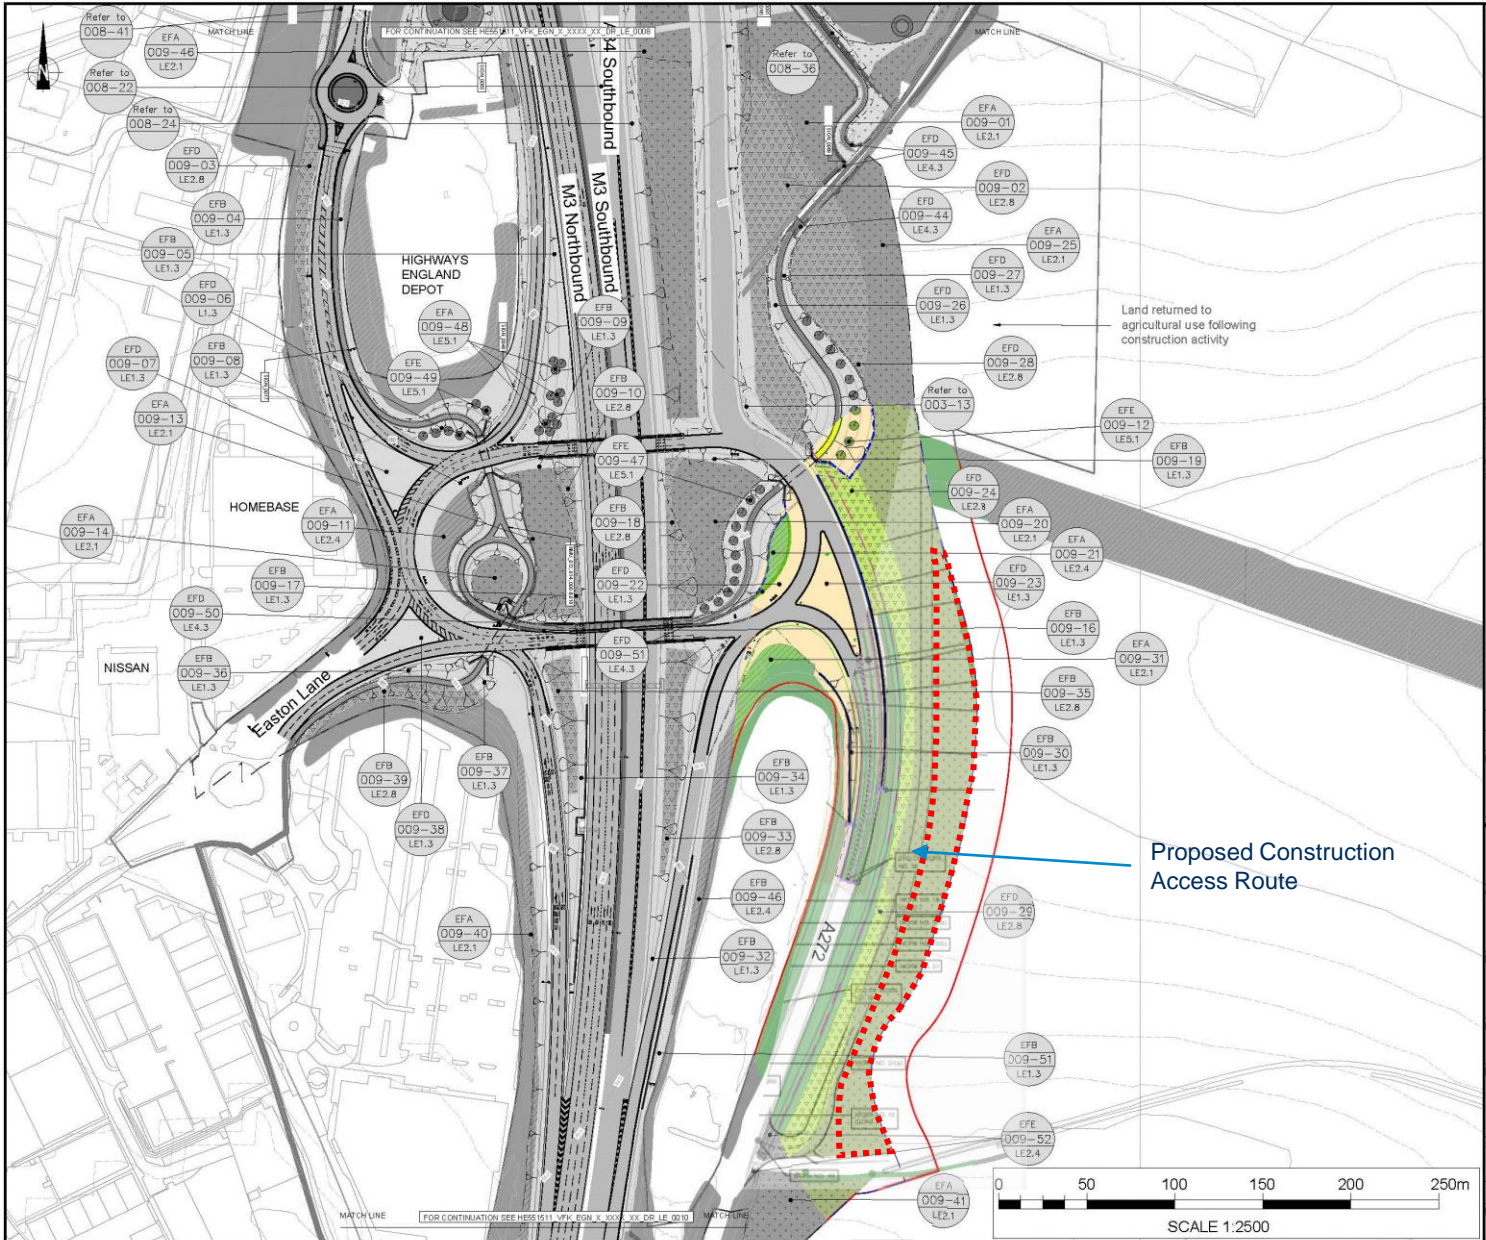 Refer to
008-41
MATCH LINE
EFA
009-46
LE2.1
FOR CONTINUATION SEE HE551511_VFK_EGN_X_XXXX_XX_DR_LE_0008
MATCH LINE
Refer to
008-22
Refer to
008-24
Refer to
008-36
A34 Southbound
M3 Southbound
M3 Northbound
EFD
009-03
LE2.8
EFB
009-04
LE1.3
EFB
009-05
LE1.3
EFD
009-06
L1.3
EFD
009-07
LE1.3
EFB
009-08
LE1.3
EFA
009-13
LE2.1
HIGHWAYS
ENGLAND
DEPOT
EFA
009-48
LE5.1
EFE
009-49
LE5.1
EFB
009-09
LE1.3
EFB
009-10
LE2.8
EFE
009-47
LE5.1
EFB
009-18
LE2.8
EFD
009-22
LE1.3
EFD
009-51
LE4.3
EFA
009-01
LE2.1
EFD
009-45
LE4.3
EFD
009-02
LE2.8
EFD
009-44
LE4.3
EFA
009-25
LE2.1
EFD
009-27
LE1.3
EFD
009-26
LE1.3
Land returned to
agricultural use following
construction activity
EFD
009-28
LE2.8
Refer to
003-13
EFE
009-12
LE5.1
EFB
009-19
LE1.3
EFD
009-24
LE2.8
EFA
009-20
LE2.1
EFA
009-21
LE2.4
EFD
009-23
LE1.3
EFB
009-16
LE1.3
EFA
009-31
LE2.1
EFB
009-35
LE2.8
EFB
009-30
LE1.3
HOMEBASE
EFA
009-14
LE2.1
EFA
009-11
LE2.4
EFB
009-17
LE1.3
EFD
009-50
LE4.3
EFB
009-36
LE1.3
NISSAN
Easton Lane
EFB
009-39
LE2.8
EFB
009-37
LE1.3
EFD
009-38
LE1.3
EFA
009-40
LE2.1
EFB
009-34
LE1.3
EFB
009-33
LE2.8
EFB
009-46
LE2.4
EFB
009-32
LE1.3
A272
Proposed Construction
Access Route
EFD
009-29
LE2.8
EFB
009-51
LE1.3
EFE
009-52
LE2.4
EFA
009-41
LE2.1
MATCH LINE
FOR CONTINUATION SEE HE551511_VFK_EGN_X_XXXX_XX_DR_LE_0010
MATCH LINE
0 50 100 150 200 250m
SCALE 1:2500